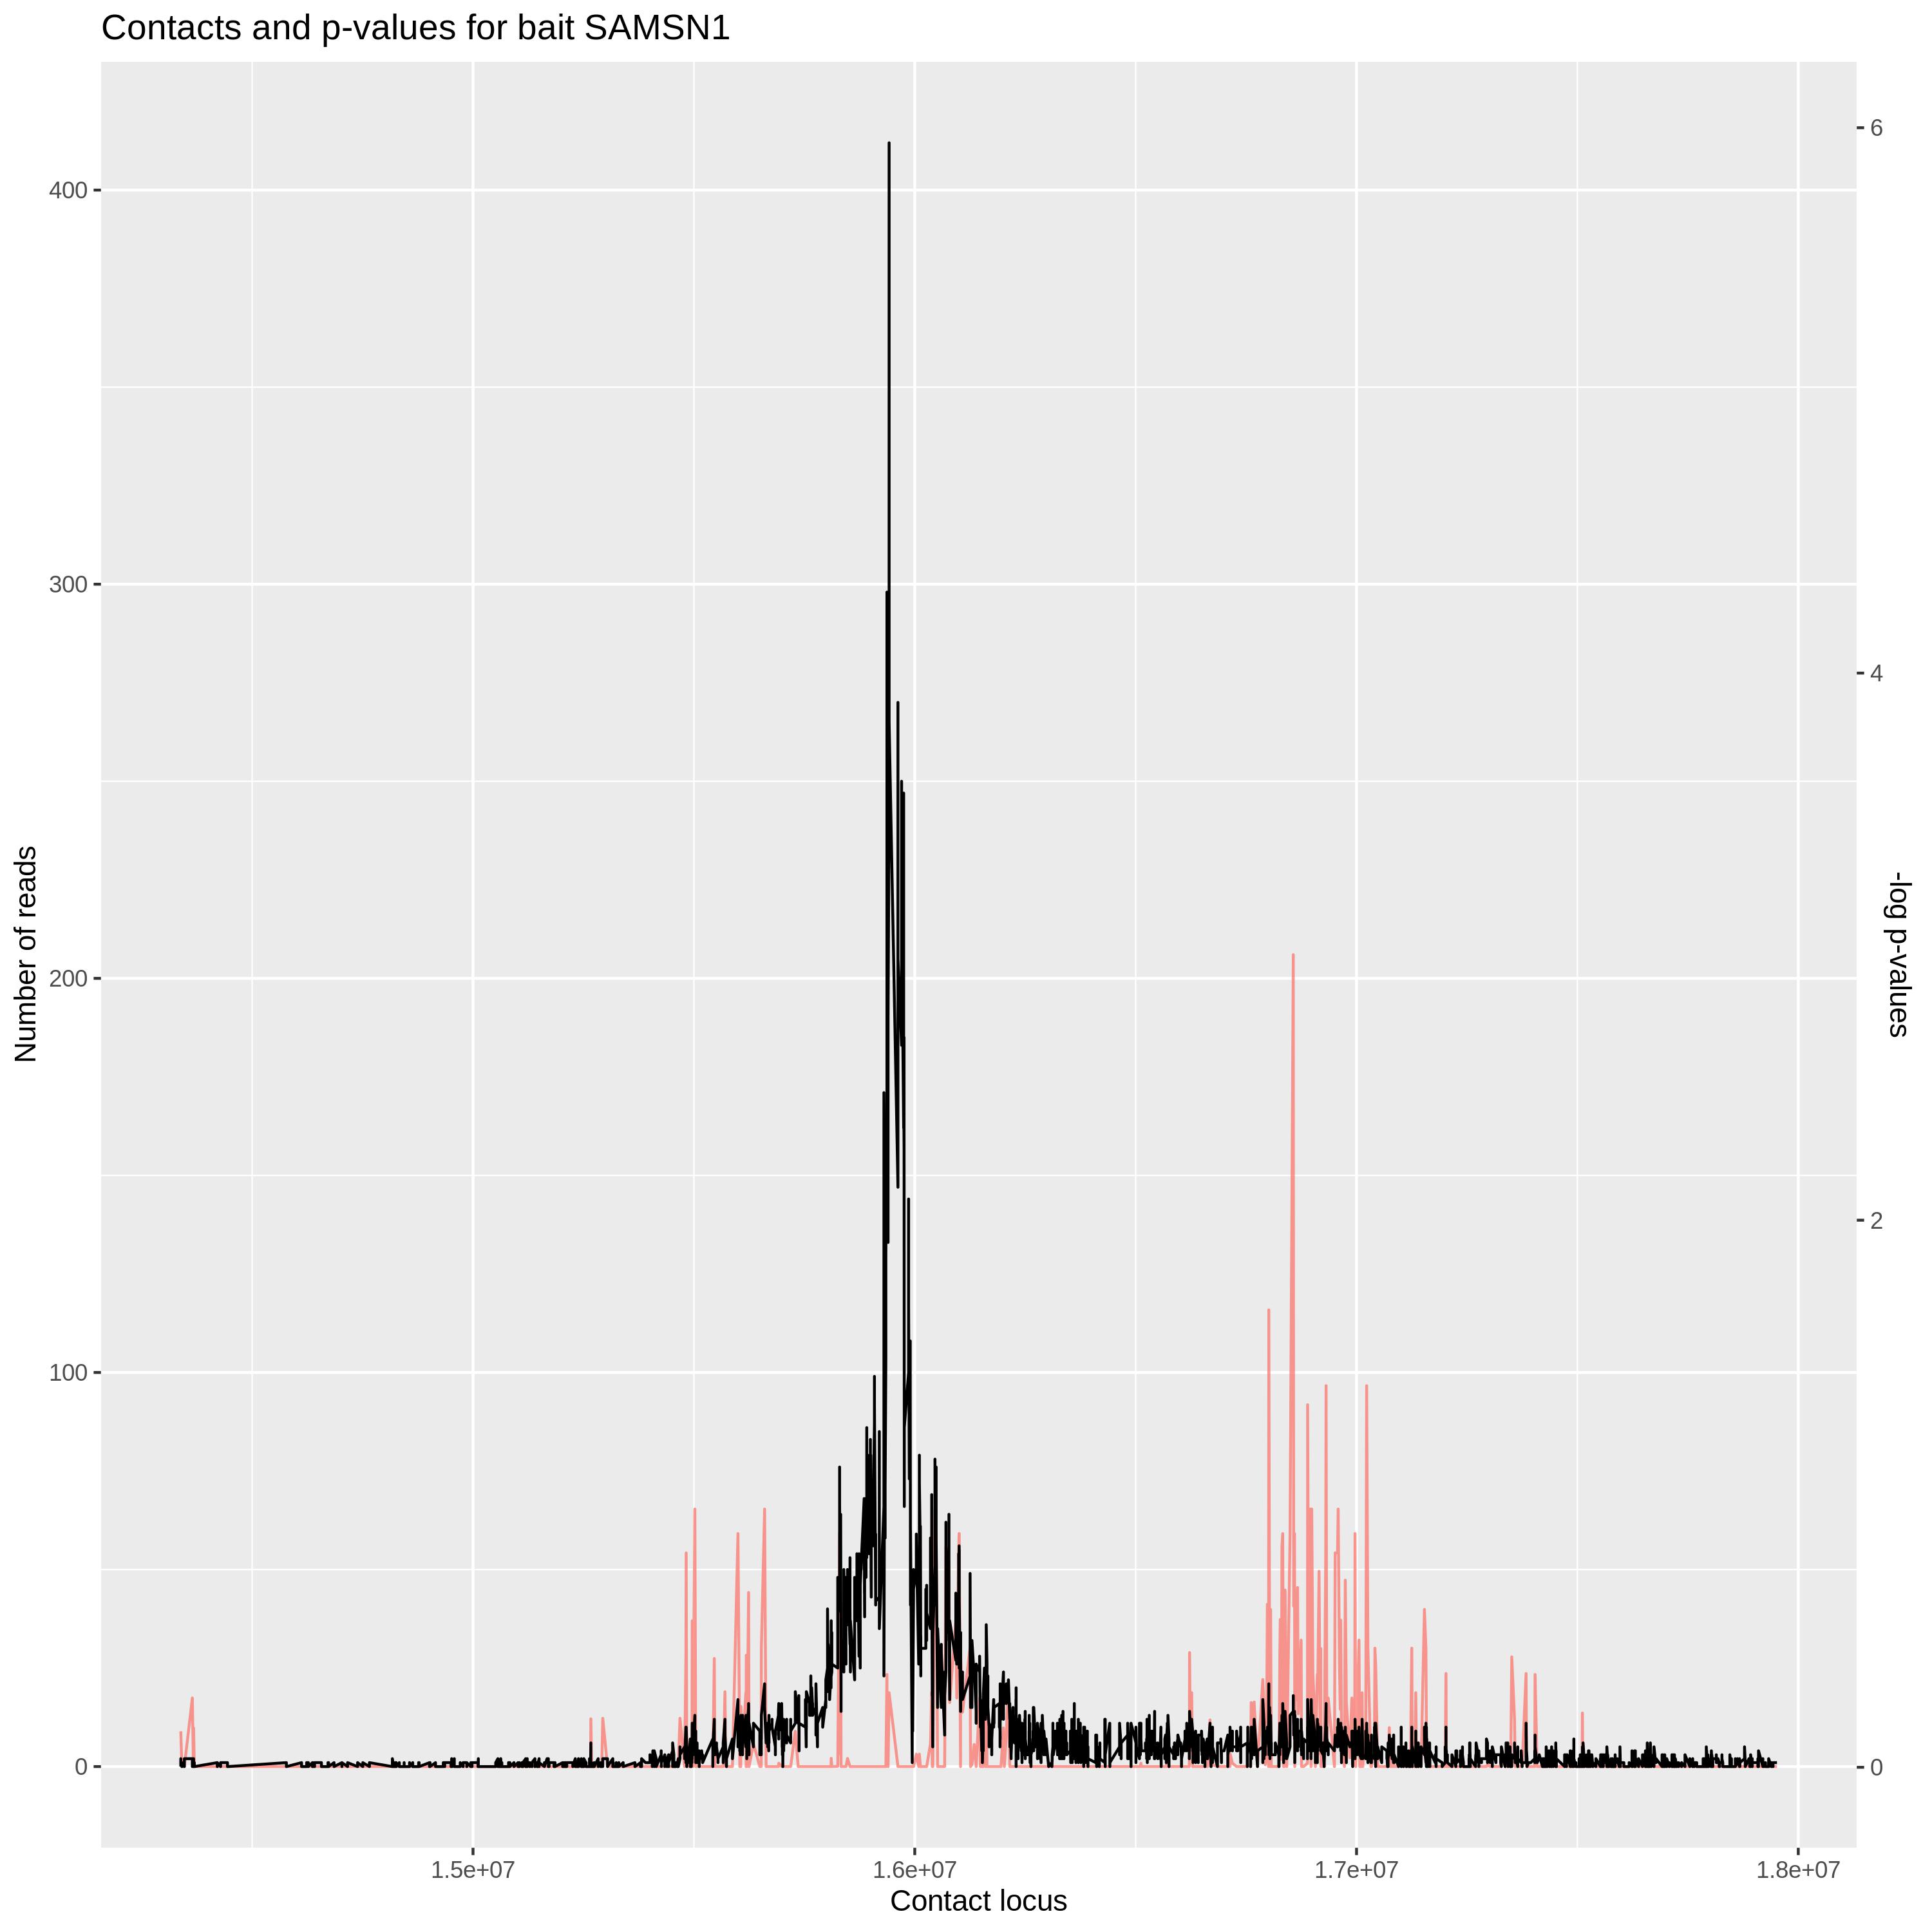 Contacts and p-values for bait SAMSN1
400
300
200
100
0
Number of reads
6
4
2
0
-log p-values
1.5e+07
1.6e+07
1.7e+07
1.8e+07
Contact locus